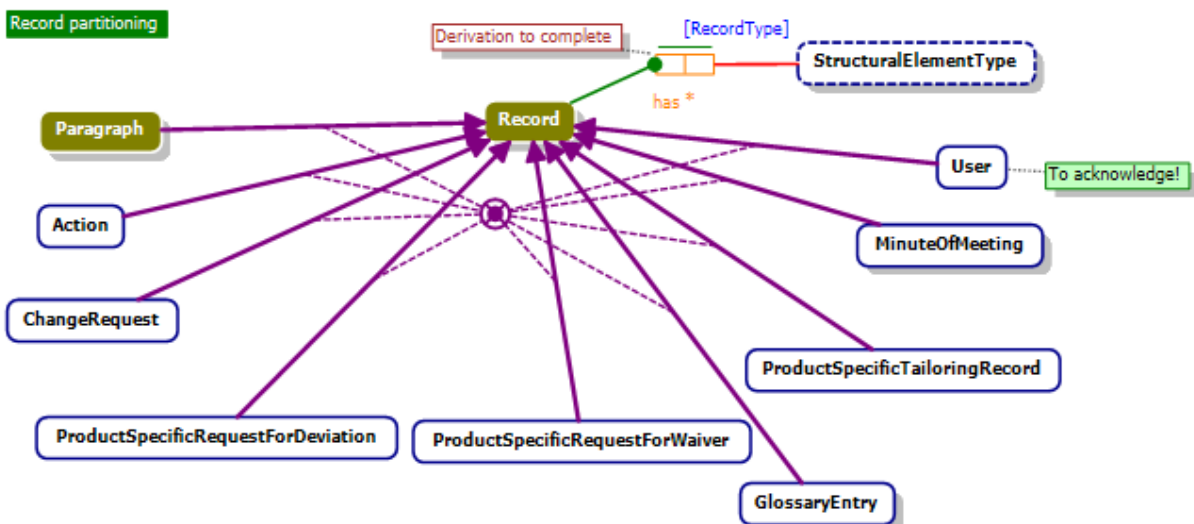 Record partitioning
[RecordType]
Derivation to complete
StructuralElementType
has *
Record
Paragraph
User
To acknowledge!
Action
MinuteOfMeeting
ChangeRequest
ProductSpecificTailoringRecord
ProductSpecificRequestForDeviation
ProductSpecificRequestForWaiver
GlossaryEntry